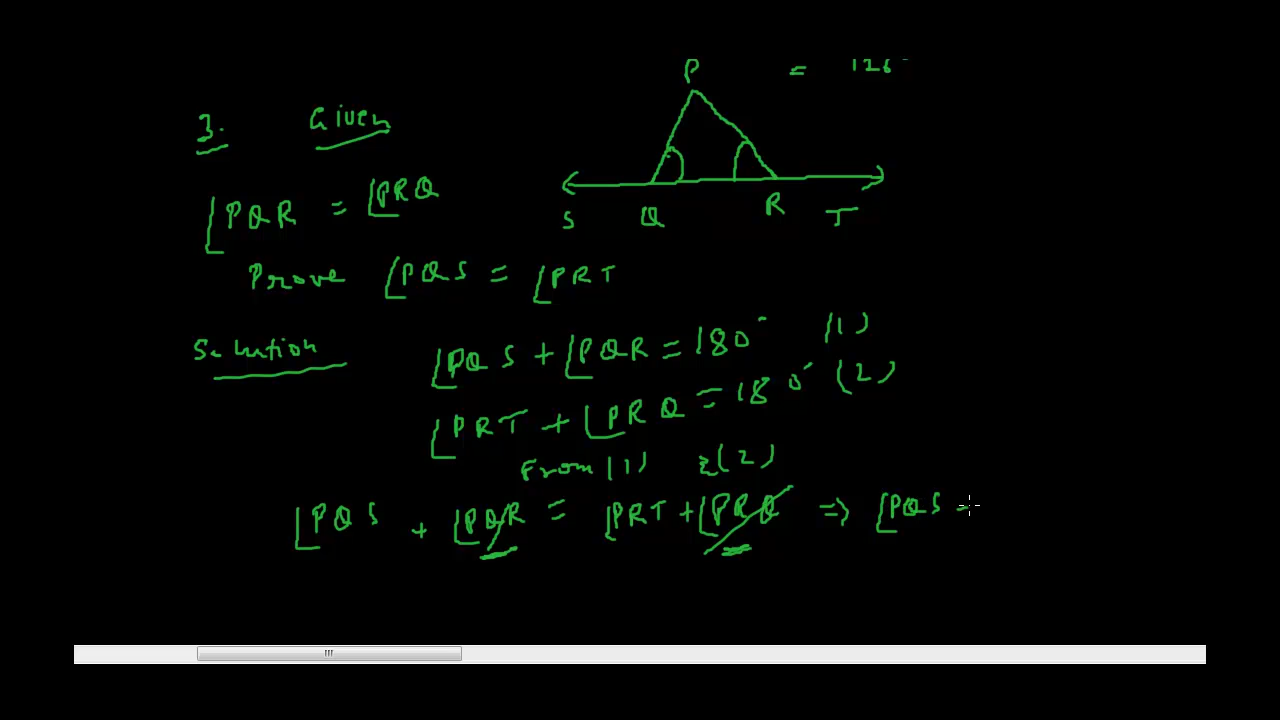 P = 126°
3. Given
∠PQR = ∠PRQ
S Q R T
Prove ∠PQS = ∠PRT
Solution
∠PQS + ∠PQR = 180° (1)
∠PRT + ∠PRQ = 180° (2)
From (1) & (2)
∠PQS + ∠PQR = ∠PRT + ∠PRQ => ∠PQS =